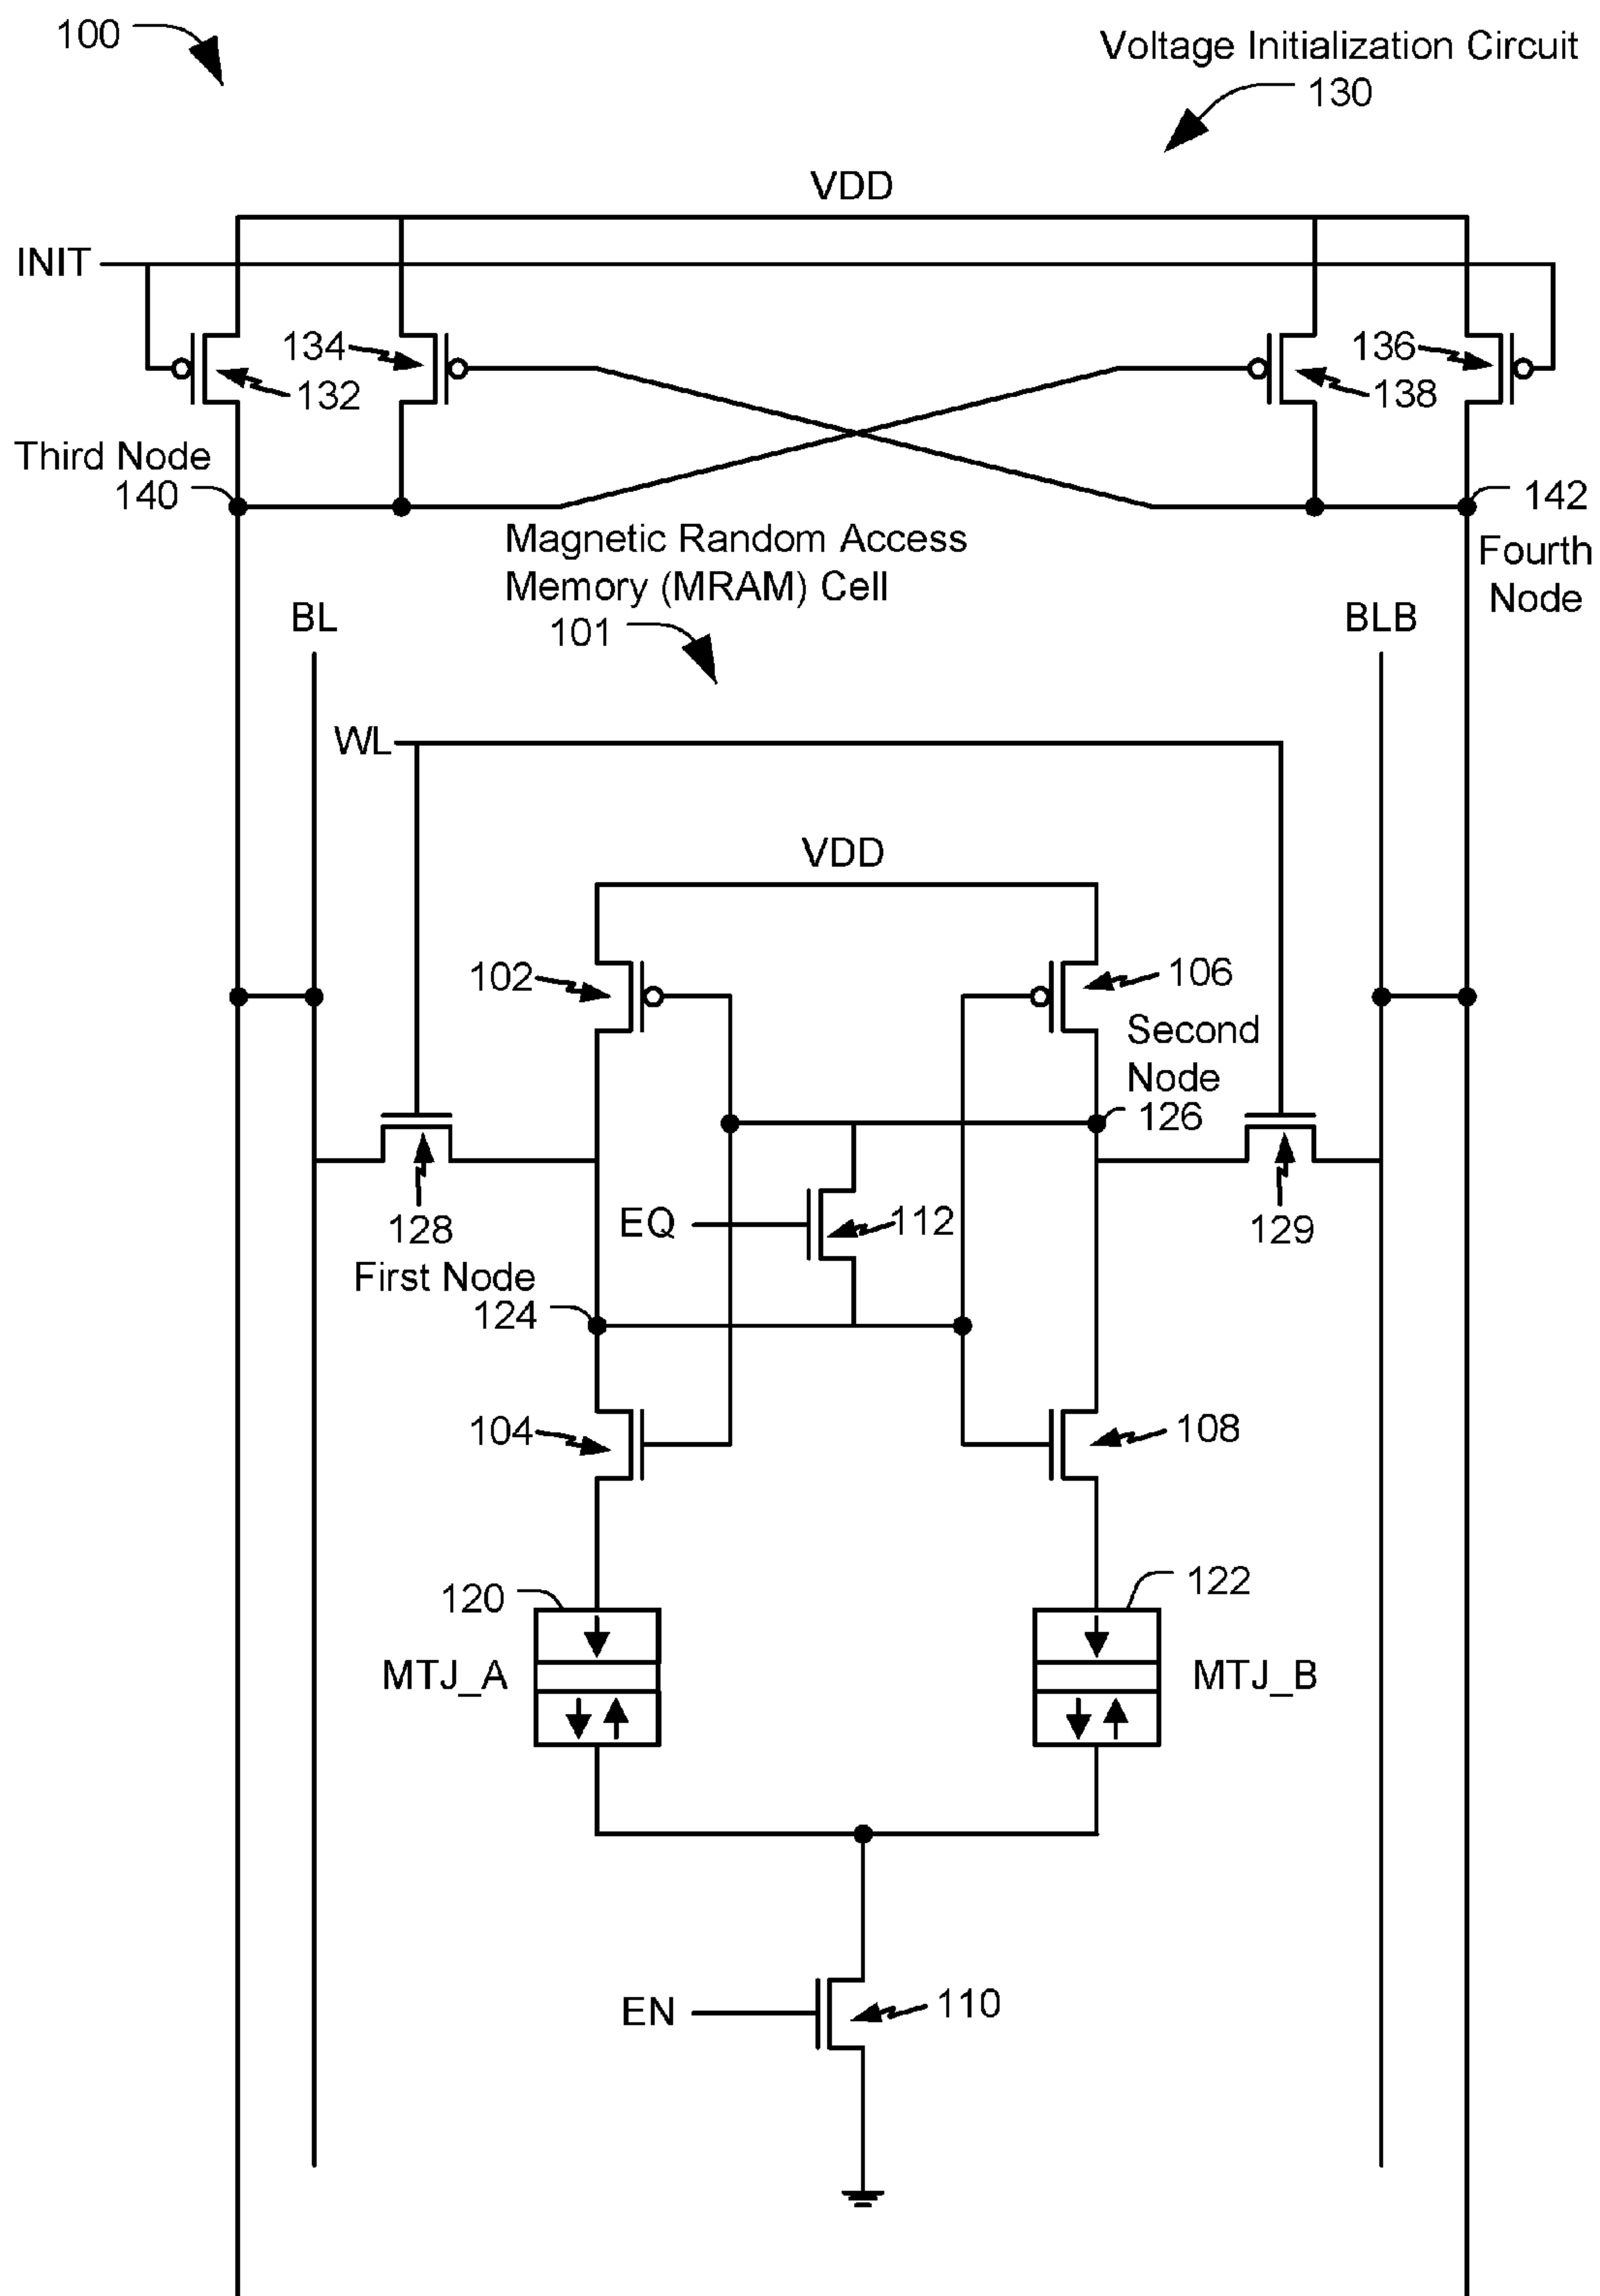 100
Voltage Initialization Circuit
130
VDD
INIT
134
132
136
138
Third Node
140
142
Fourth
Node
Magnetic Random Access
Memory (MRAM) Cell
101
BL
BLB
WL
VDD
102
106
Second
Node
126
128
EQ
112
129
First Node
124
104
108
120
122
MTJ_A
MTJ_B
EN
110